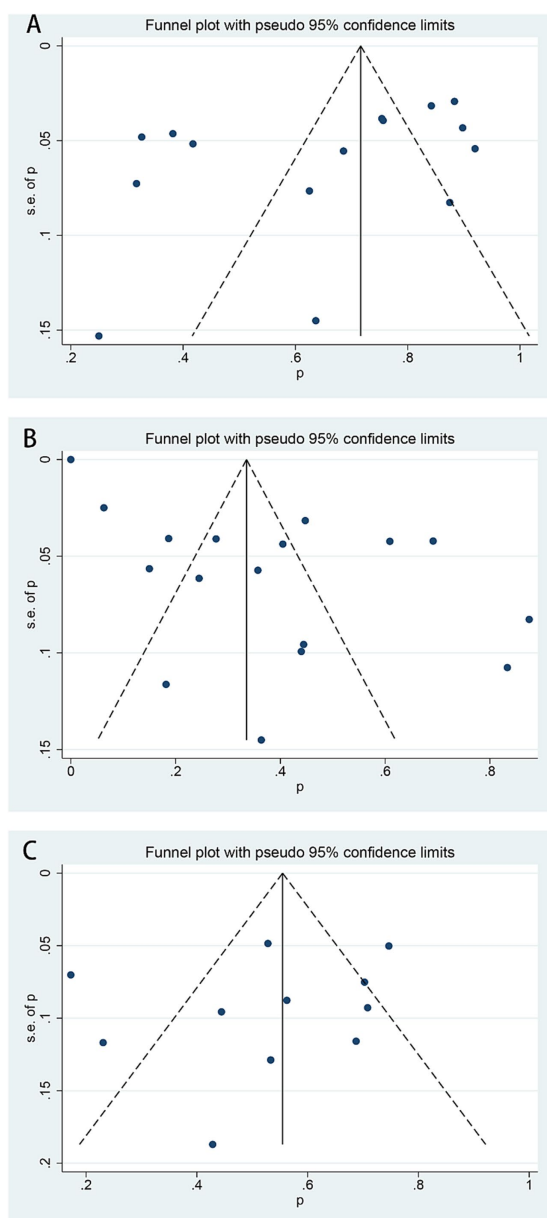 A
Funnel plot with pseudo 95% confidence limits
0
.05
.1
.15
s.e. of p
.2
.4
.6
.8
1
p
B
Funnel plot with pseudo 95% confidence limits
0
.05
.1
.15
s.e. of p
0
.2
.4
.6
.8
p
C
Funnel plot with pseudo 95% confidence limits
0
.05
.1
.15
.2
s.e. of p
.2
.4
.6
.8
1
p